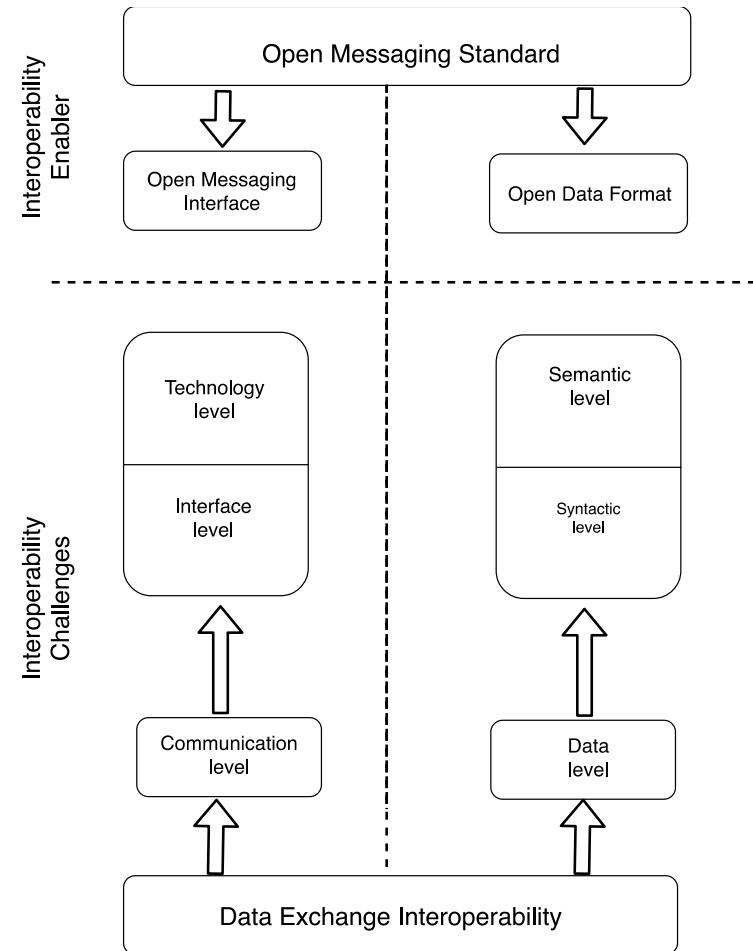 Open Messaging Standard
Interoperability
Enabler
Open Messaging
Interface
Open Data Format
Technology
level
Semantic
level
Interface
level
Syntactic
level
Interoperability
Challenges
Communication
level
Data
level
Data Exchange Interoperability